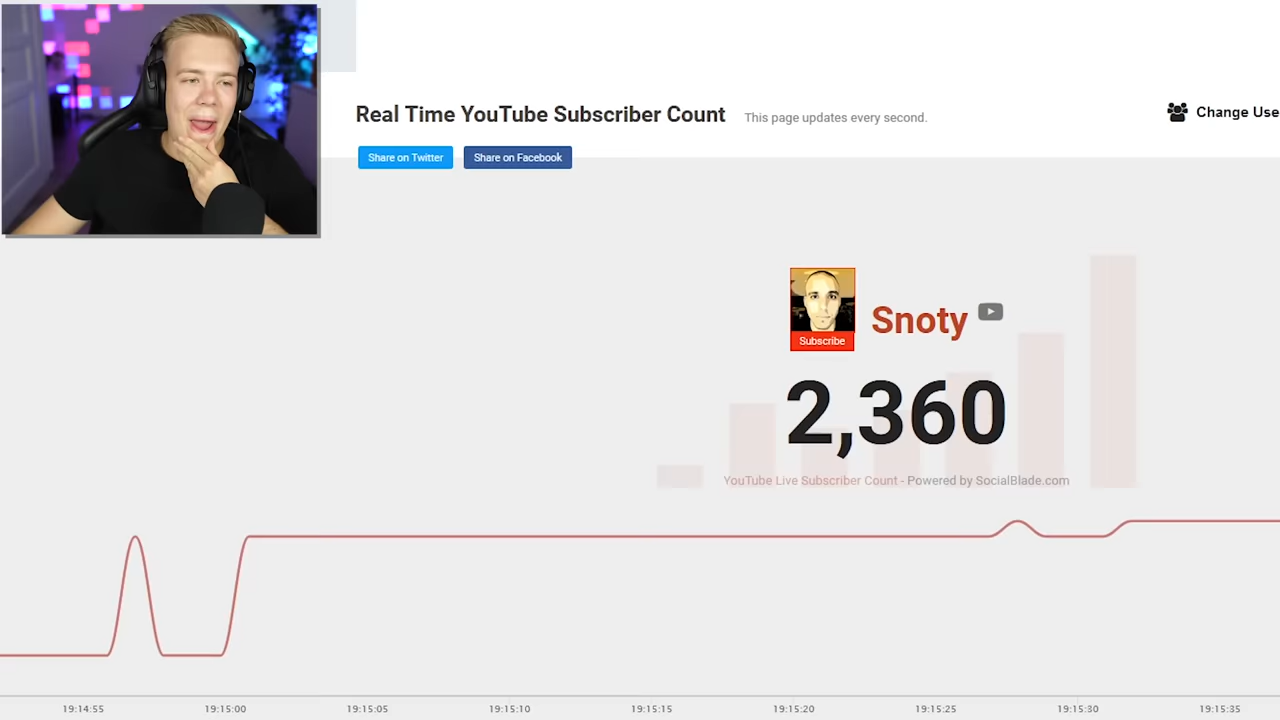 Real Time YouTube Subscriber Count
This page updates every second.
Change Use
Share on Twitter
Share on Facebook
Subscribe
Snoty
2,360
YouTube Live Subscriber Count - Powered by SocialBlade.com
19:14:55
19:15:00
19:15:05
19:15:10
19:15:15
19:15:20
19:15:25
19:15:30
19:15:35